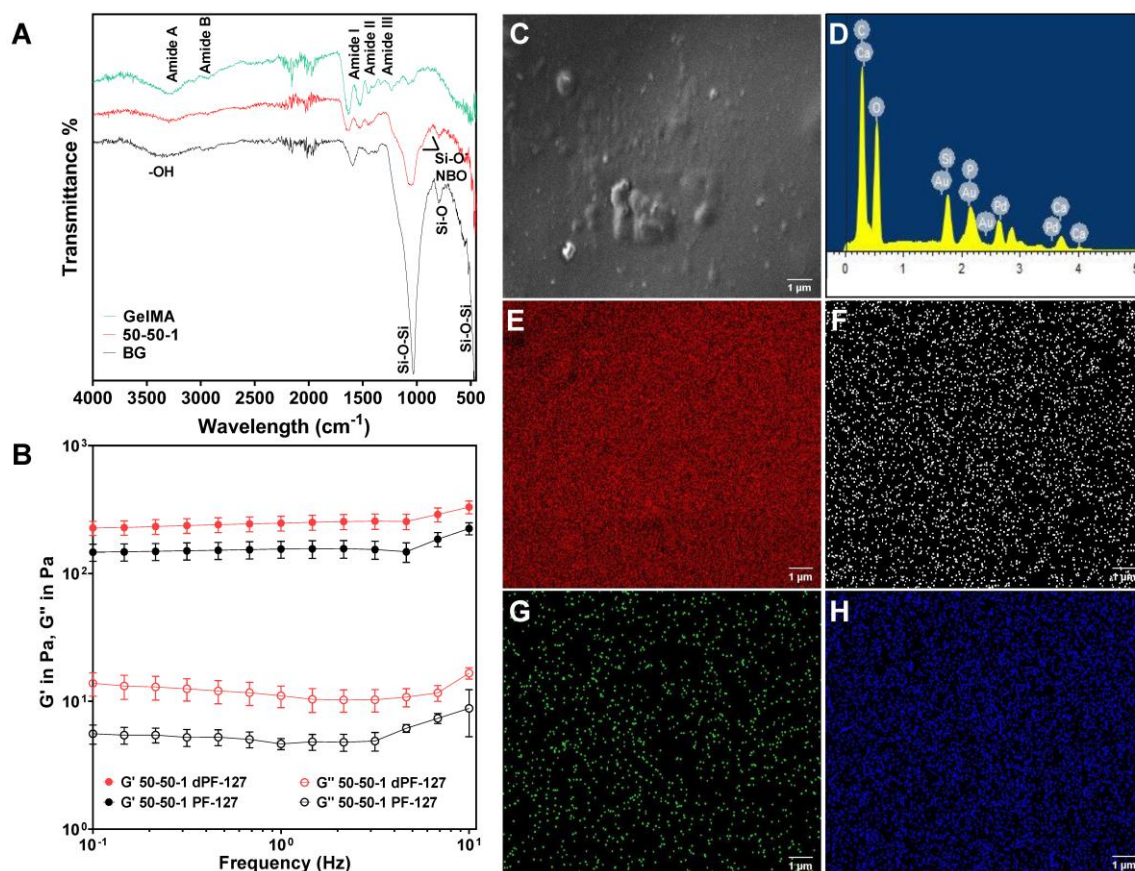 A
Amide A
Amide B
Amide I
Amide II
Amide III
-OH
Si-O-Si
Si-O
Si-O-Si
Si-O-
NBO
Transmittance %
GelMA
50-50-1
BG
4000 3500 3000 2500 2000 1500 1000 500
Wavelength (cm-1)
B
G' in Pa, G'' in Pa
10³
10²
10¹
10⁰
G' 50-50-1 dPF-127
G'' 50-50-1 dPF-127
G' 50-50-1 PF-127
G'' 50-50-1 PF-127
10-1 10⁰ 10¹
Frequency (Hz)
C
1 µm
D
C
Ca
O
Si
Au
P
Au
Au
Pd
Pd
Ca
Ca
0 1 2 3 4 5
E
1 µm
F
1 µm
G
1 µm
H
1 µm